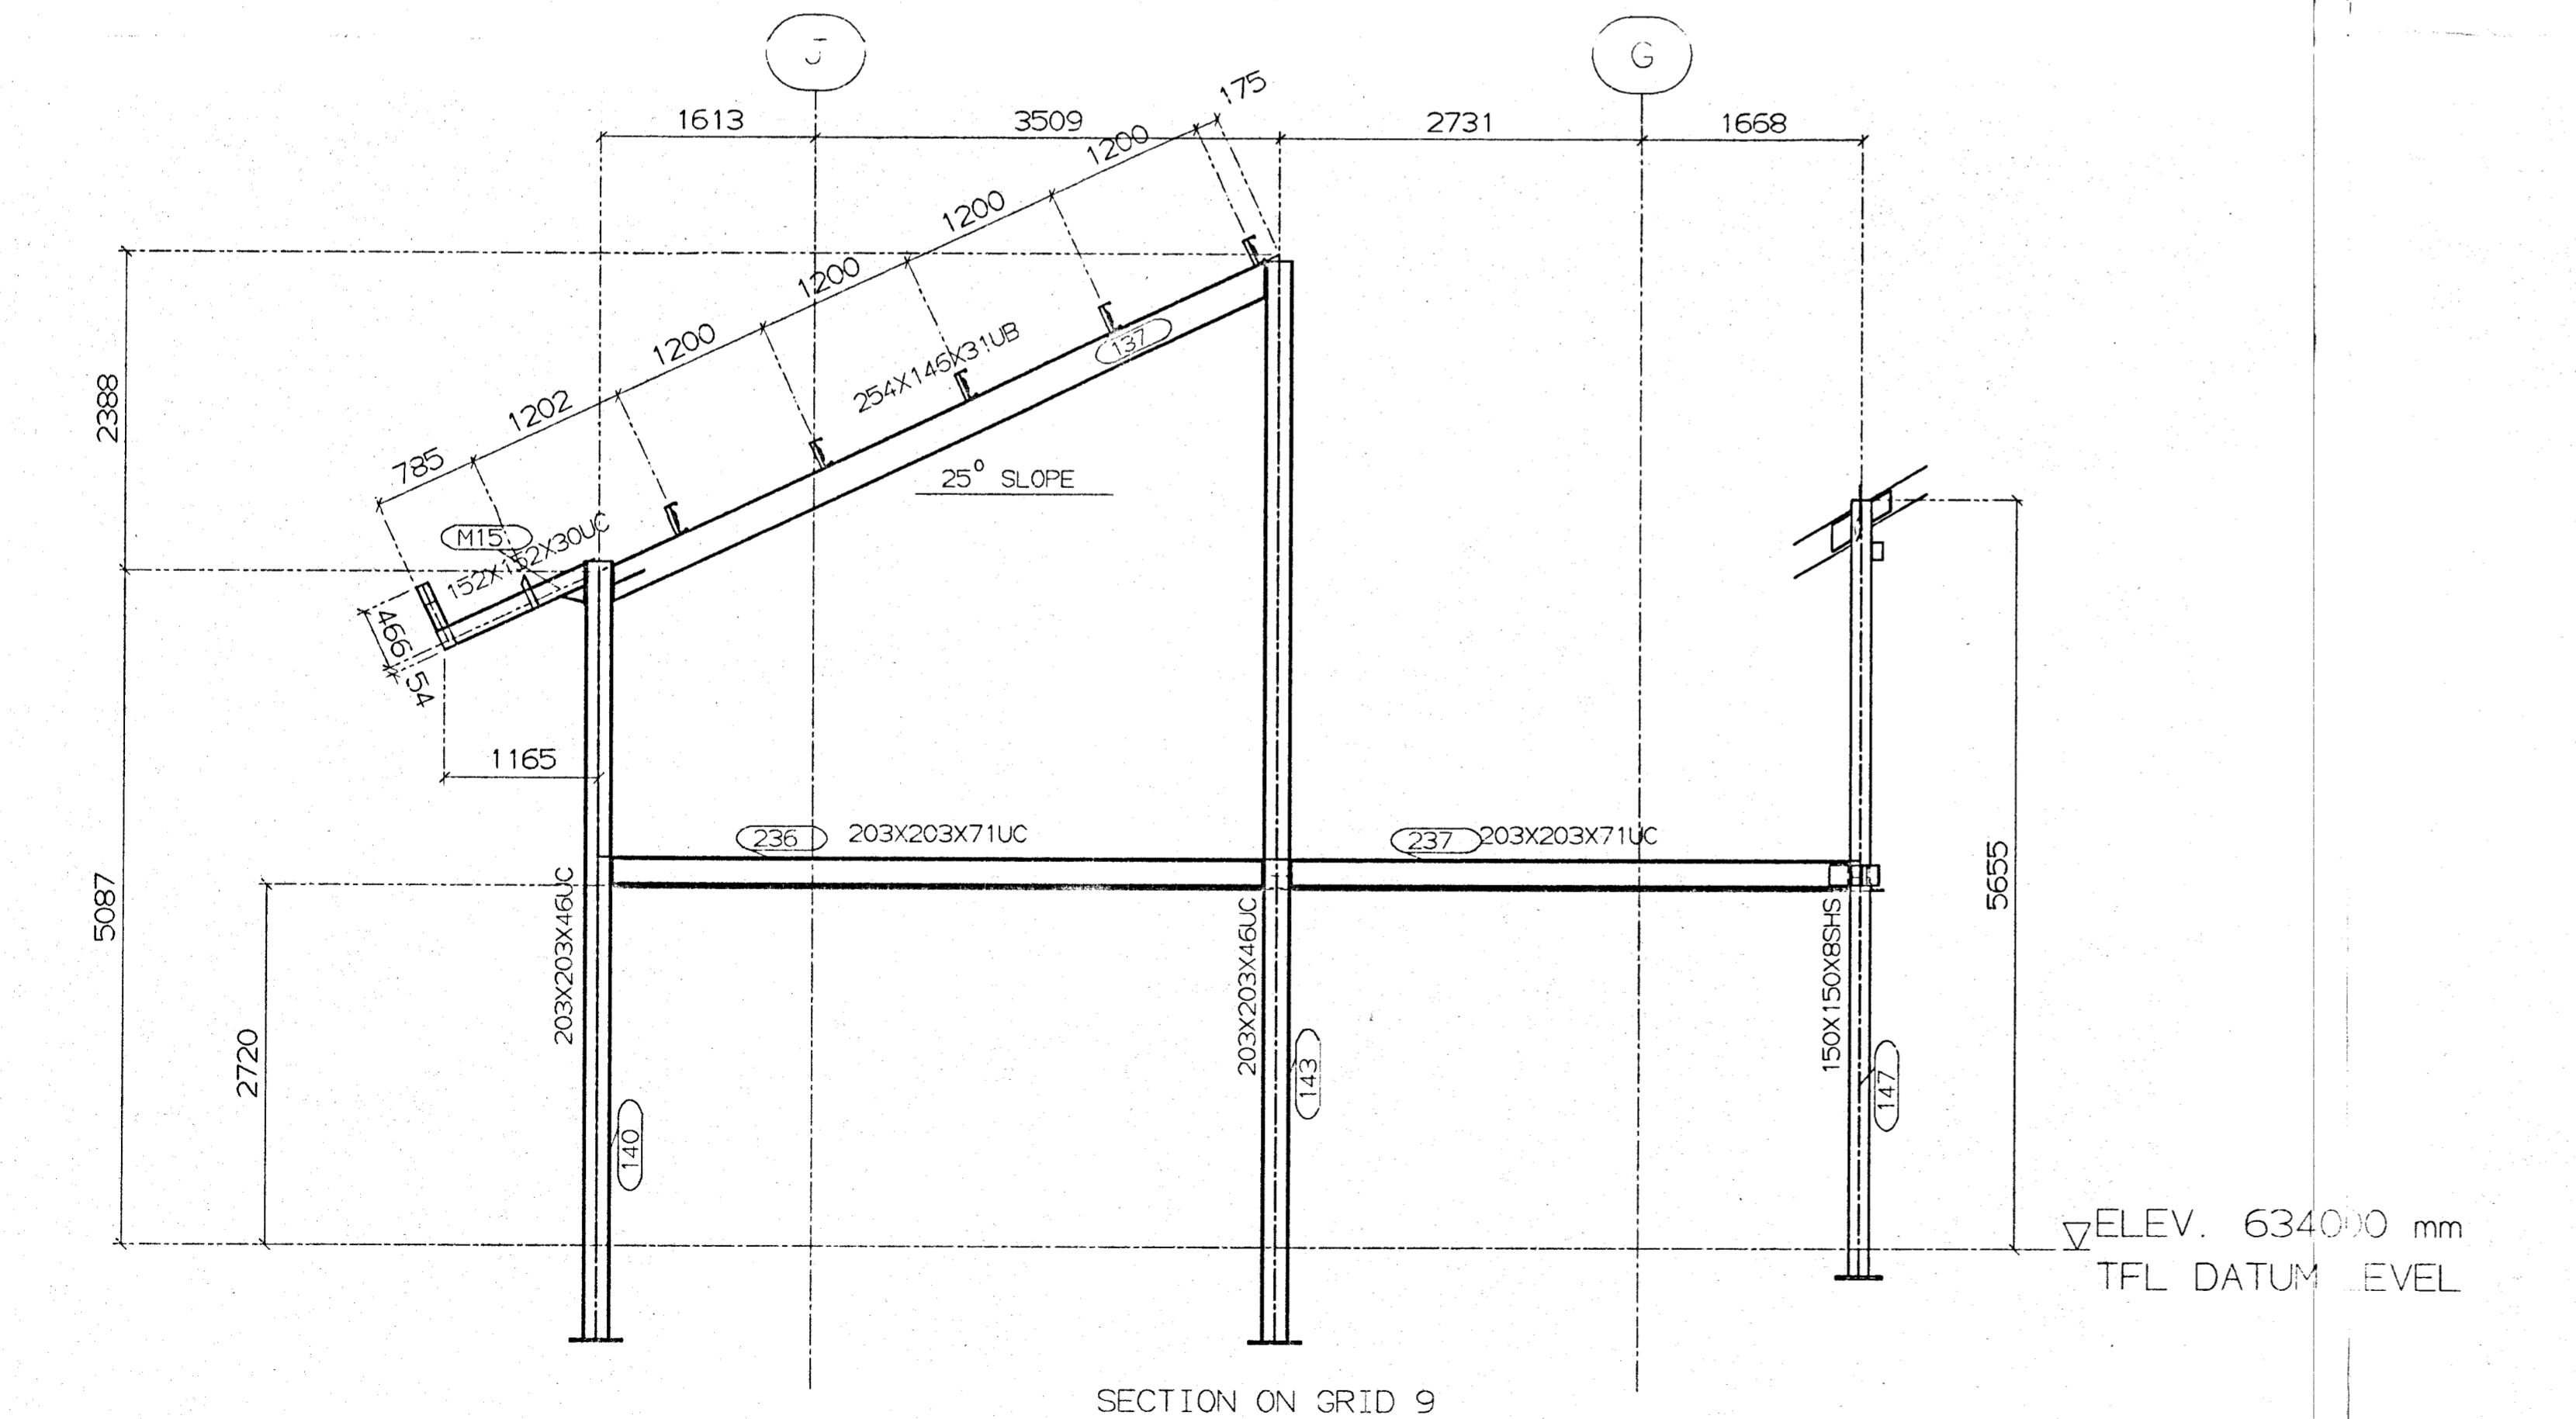 J
G
1613
3509
2731
1668
175
1200
1200
1200
1200
1202
785
2388
254X146X31UB
137
25° SLOPE
M15
152X152X30UC
466
54
1165
236
203X203X71UC
237
203X203X71UC
5087
2720
203X203X46UC
203X203X46UC
150X150X8SHS
5655
140
143
147
ELEV. 634000 mm
TFL DATUM LEVEL
SECTION ON GRID 9